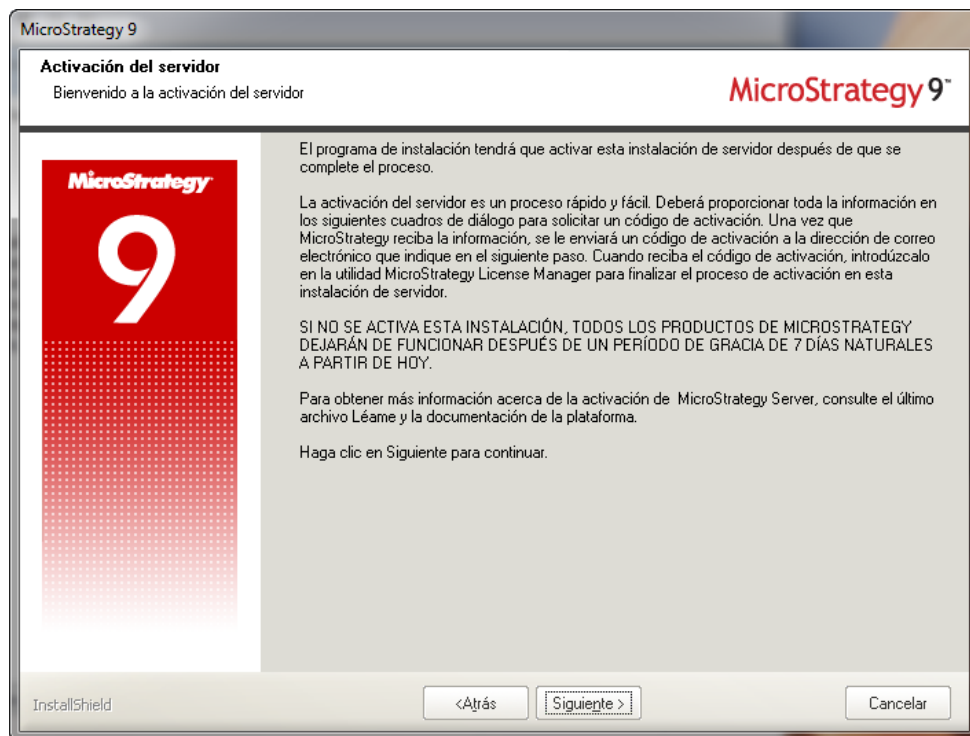 MicroStrategy 9
Activación del servidor
Bienvenido a la activación del servidor
MicroStrategy 9™
MicroStrategy
9
El programa de instalación tendrá que activar esta instalación de servidor después de que se
complete el proceso.
La activación del servidor es un proceso rápido y fácil. Deberá proporcionar toda la información en
los siguientes cuadros de diálogo para solicitar un código de activación. Una vez que
MicroStrategy reciba la información, se le enviará un código de activación a la dirección de correo
electrónico que indique en el siguiente paso. Cuando reciba el código de activación, introdúzcalo
en la utilidad MicroStrategy License Manager para finalizar el proceso de activación en esta
instalación de servidor.
SI NO SE ACTIVA ESTA INSTALACIÓN, TODOS LOS PRODUCTOS DE MICROSTRATEGY
DEJARÁN DE FUNCIONAR DESPUÉS DE UN PERÍODO DE GRACIA DE 7 DÍAS NATURALES
A PARTIR DE HOY.
Para obtener más información acerca de la activación de  MicroStrategy Server, consulte el último
archivo Léame y la documentación de la plataforma.
Haga clic en Siguiente para continuar.
InstallShield
<Atrás
Siguiente >
Cancelar